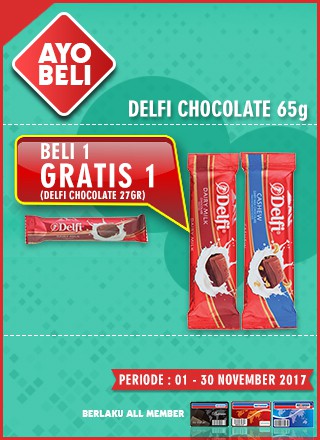 AYO
BELI
DELFI CHOCOLATE 65g
BELI 1
GRATIS 1
(DELFI CHOCOLATE 27GR)
Delfi
DAIRY MILK
Delfi
CASHEW
Delfi
PERIODE : 01 - 30 NOVEMBER 2017
BERLAKU ALL MEMBER